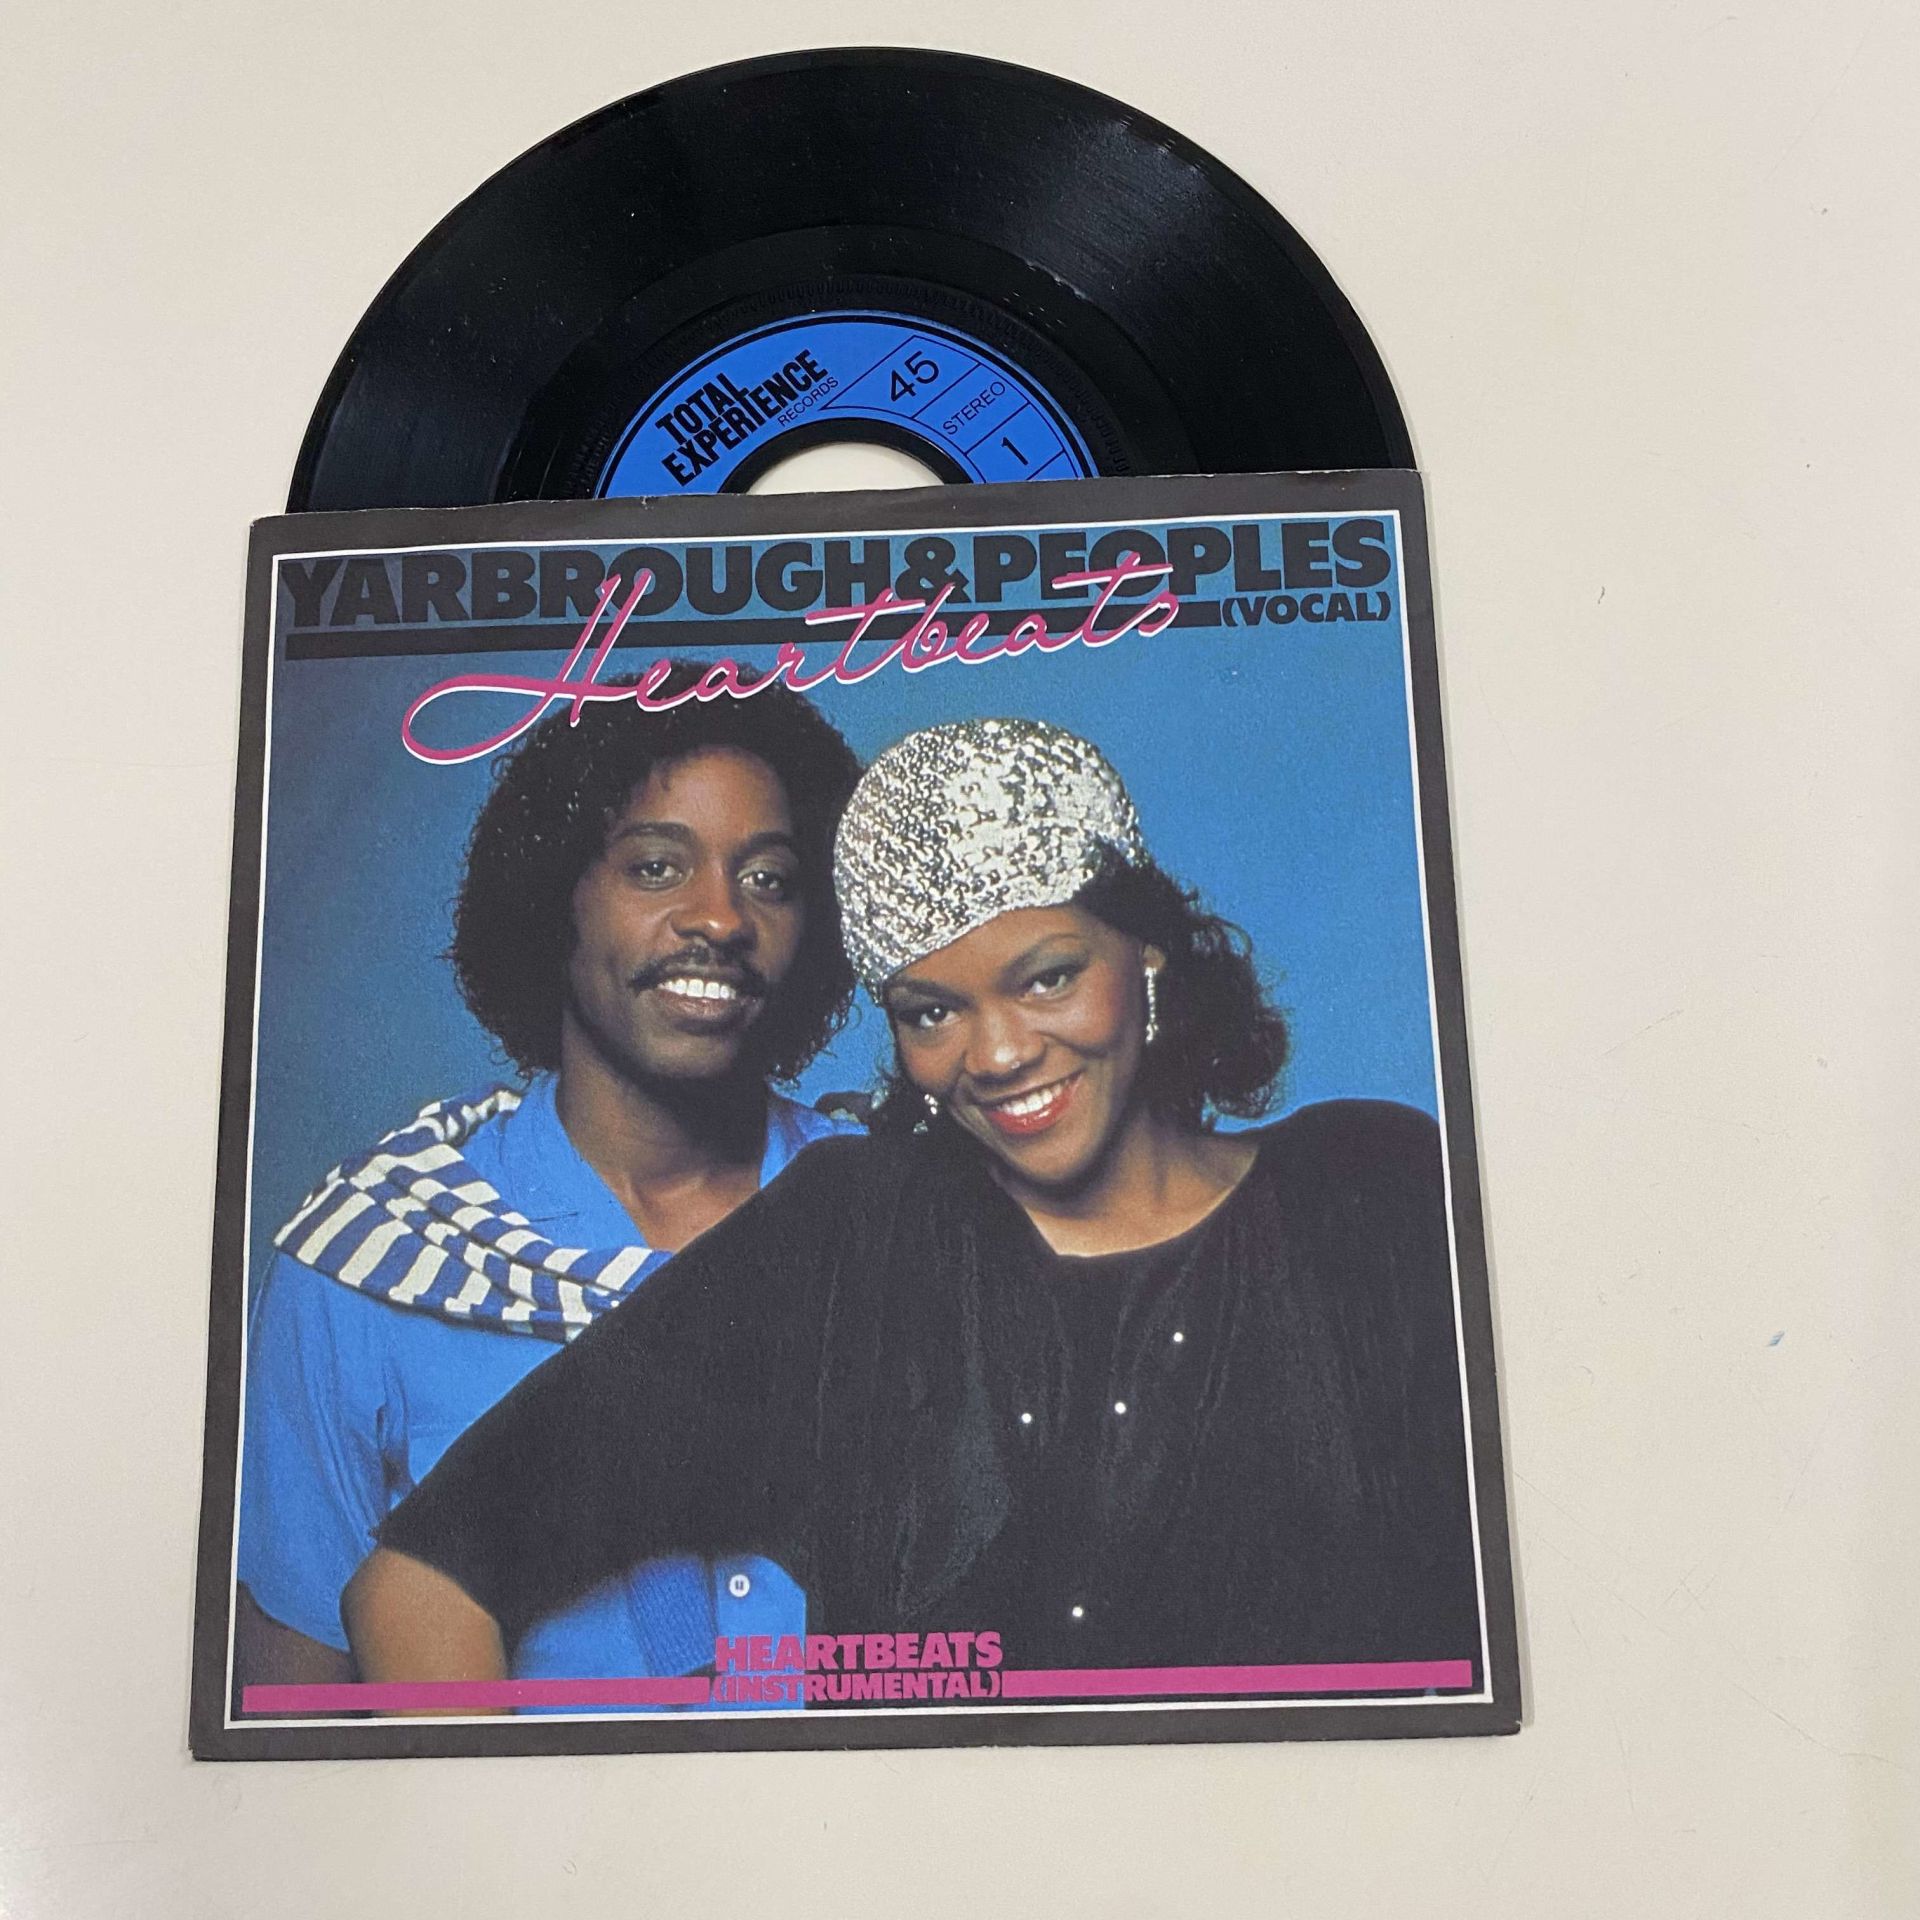 TOTAL
EXPERIENCE
RECORDS
45
STEREO
1
YARBROUGH&PEOPLES
Heartbeats
(VOCAL)
HEARTBEATS
(INSTRUMENTAL)